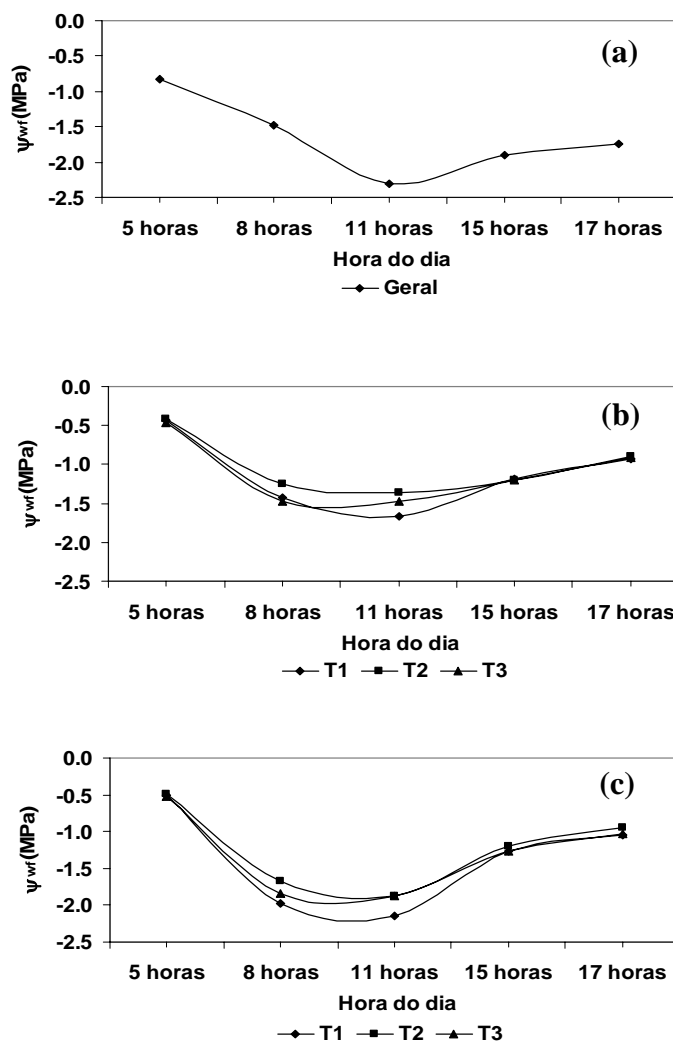 0.0
(a)
-0.5
-1.0
-1.5
-2.0
-2.5
Ψwf(MPa)
5 horas 8 horas 11 horas 15 horas 17 horas
Hora do dia
Geral
0.0
(b)
-0.5
-1.0
-1.5
-2.0
-2.5
Ψwf(MPa)
5 horas 8 horas 11 horas 15 horas 17 horas
Hora do dia
T1 T2 T3
0.0
(c)
-0.5
-1.0
-1.5
-2.0
-2.5
Ψwf(MPa)
5 horas 8 horas 11 horas 15 horas 17 horas
Hora do dia
T1 T2 T3